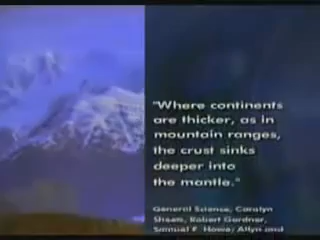 "Where continents
are thicker, as in
mountain ranges,
the crust sinks
deeper into
the mantle."
General Science, Carolyn
Sheets, Robert Gardner,
Samuel F. Howe; Allyn and